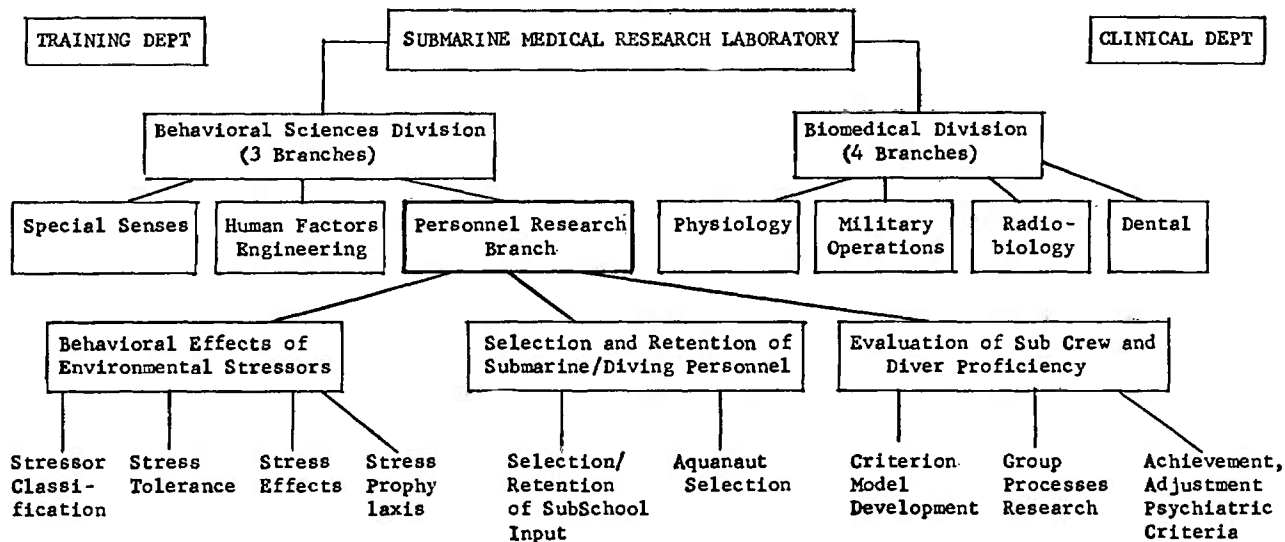 TRAINING DEPT
SUBMARINE MEDICAL RESEARCH LABORATORY
CLINICAL DEPT
Behavioral Sciences Division
(3 Branches)
Biomedical Division
(4 Branches)
Special Senses
Human Factors
Engineering
Personnel Research
Branch
Physiology
Military
Operations
Radio-
biology
Dental
Behavioral Effects of
Environmental Stressors
Selection and Retention of
Submarine/Diving Personnel
Evaluation of Sub Crew and
Diver Proficiency
Stressor
Classi-
fication
Stress
Tolerance
Stress
Effects
Stress
Prophy
laxis
Selection/
Retention
of SubSchool
Input
Aquanaut
Selection
Criterion
Model
Development
Group
Processes
Research
Achievement,
Adjustment
Psychiatric
Criteria